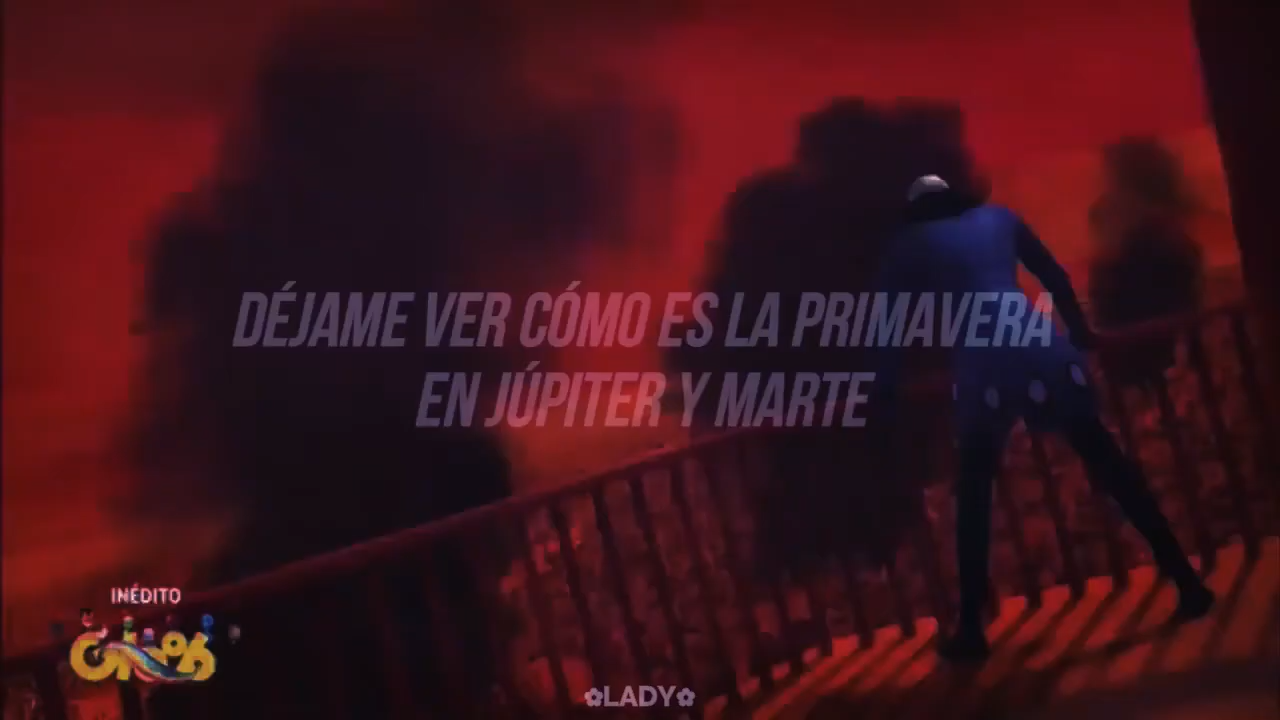 DÉJAME VER CÓMO ES LA PRIMAVERA
EN JÚPITER Y MARTE
INÉDITO
✿LADY✿